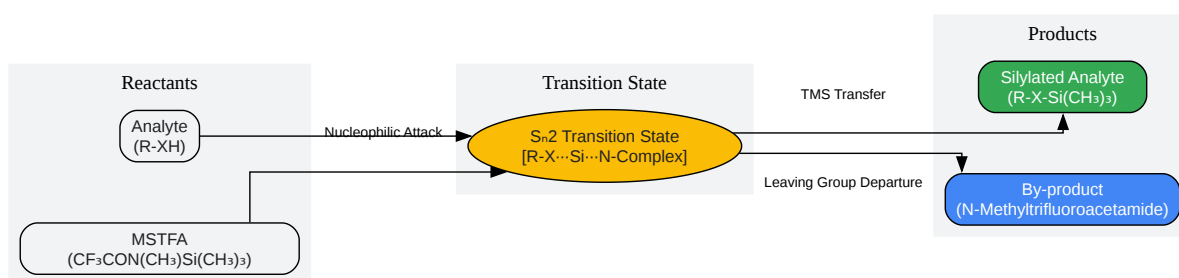 Reactants
Analyte
(R-XH)
MSTFA
(CF₃CON(CH₃)Si(CH₃)₃)
Nucleophilic Attack
Transition State
Sₙ2 Transition State
[R-X···Si···N-Complex]
TMS Transfer
Leaving Group Departure
Products
Silylated Analyte
(R-X-Si(CH₃)₃)
By-product
(N-Methyltrifluoroacetamide)